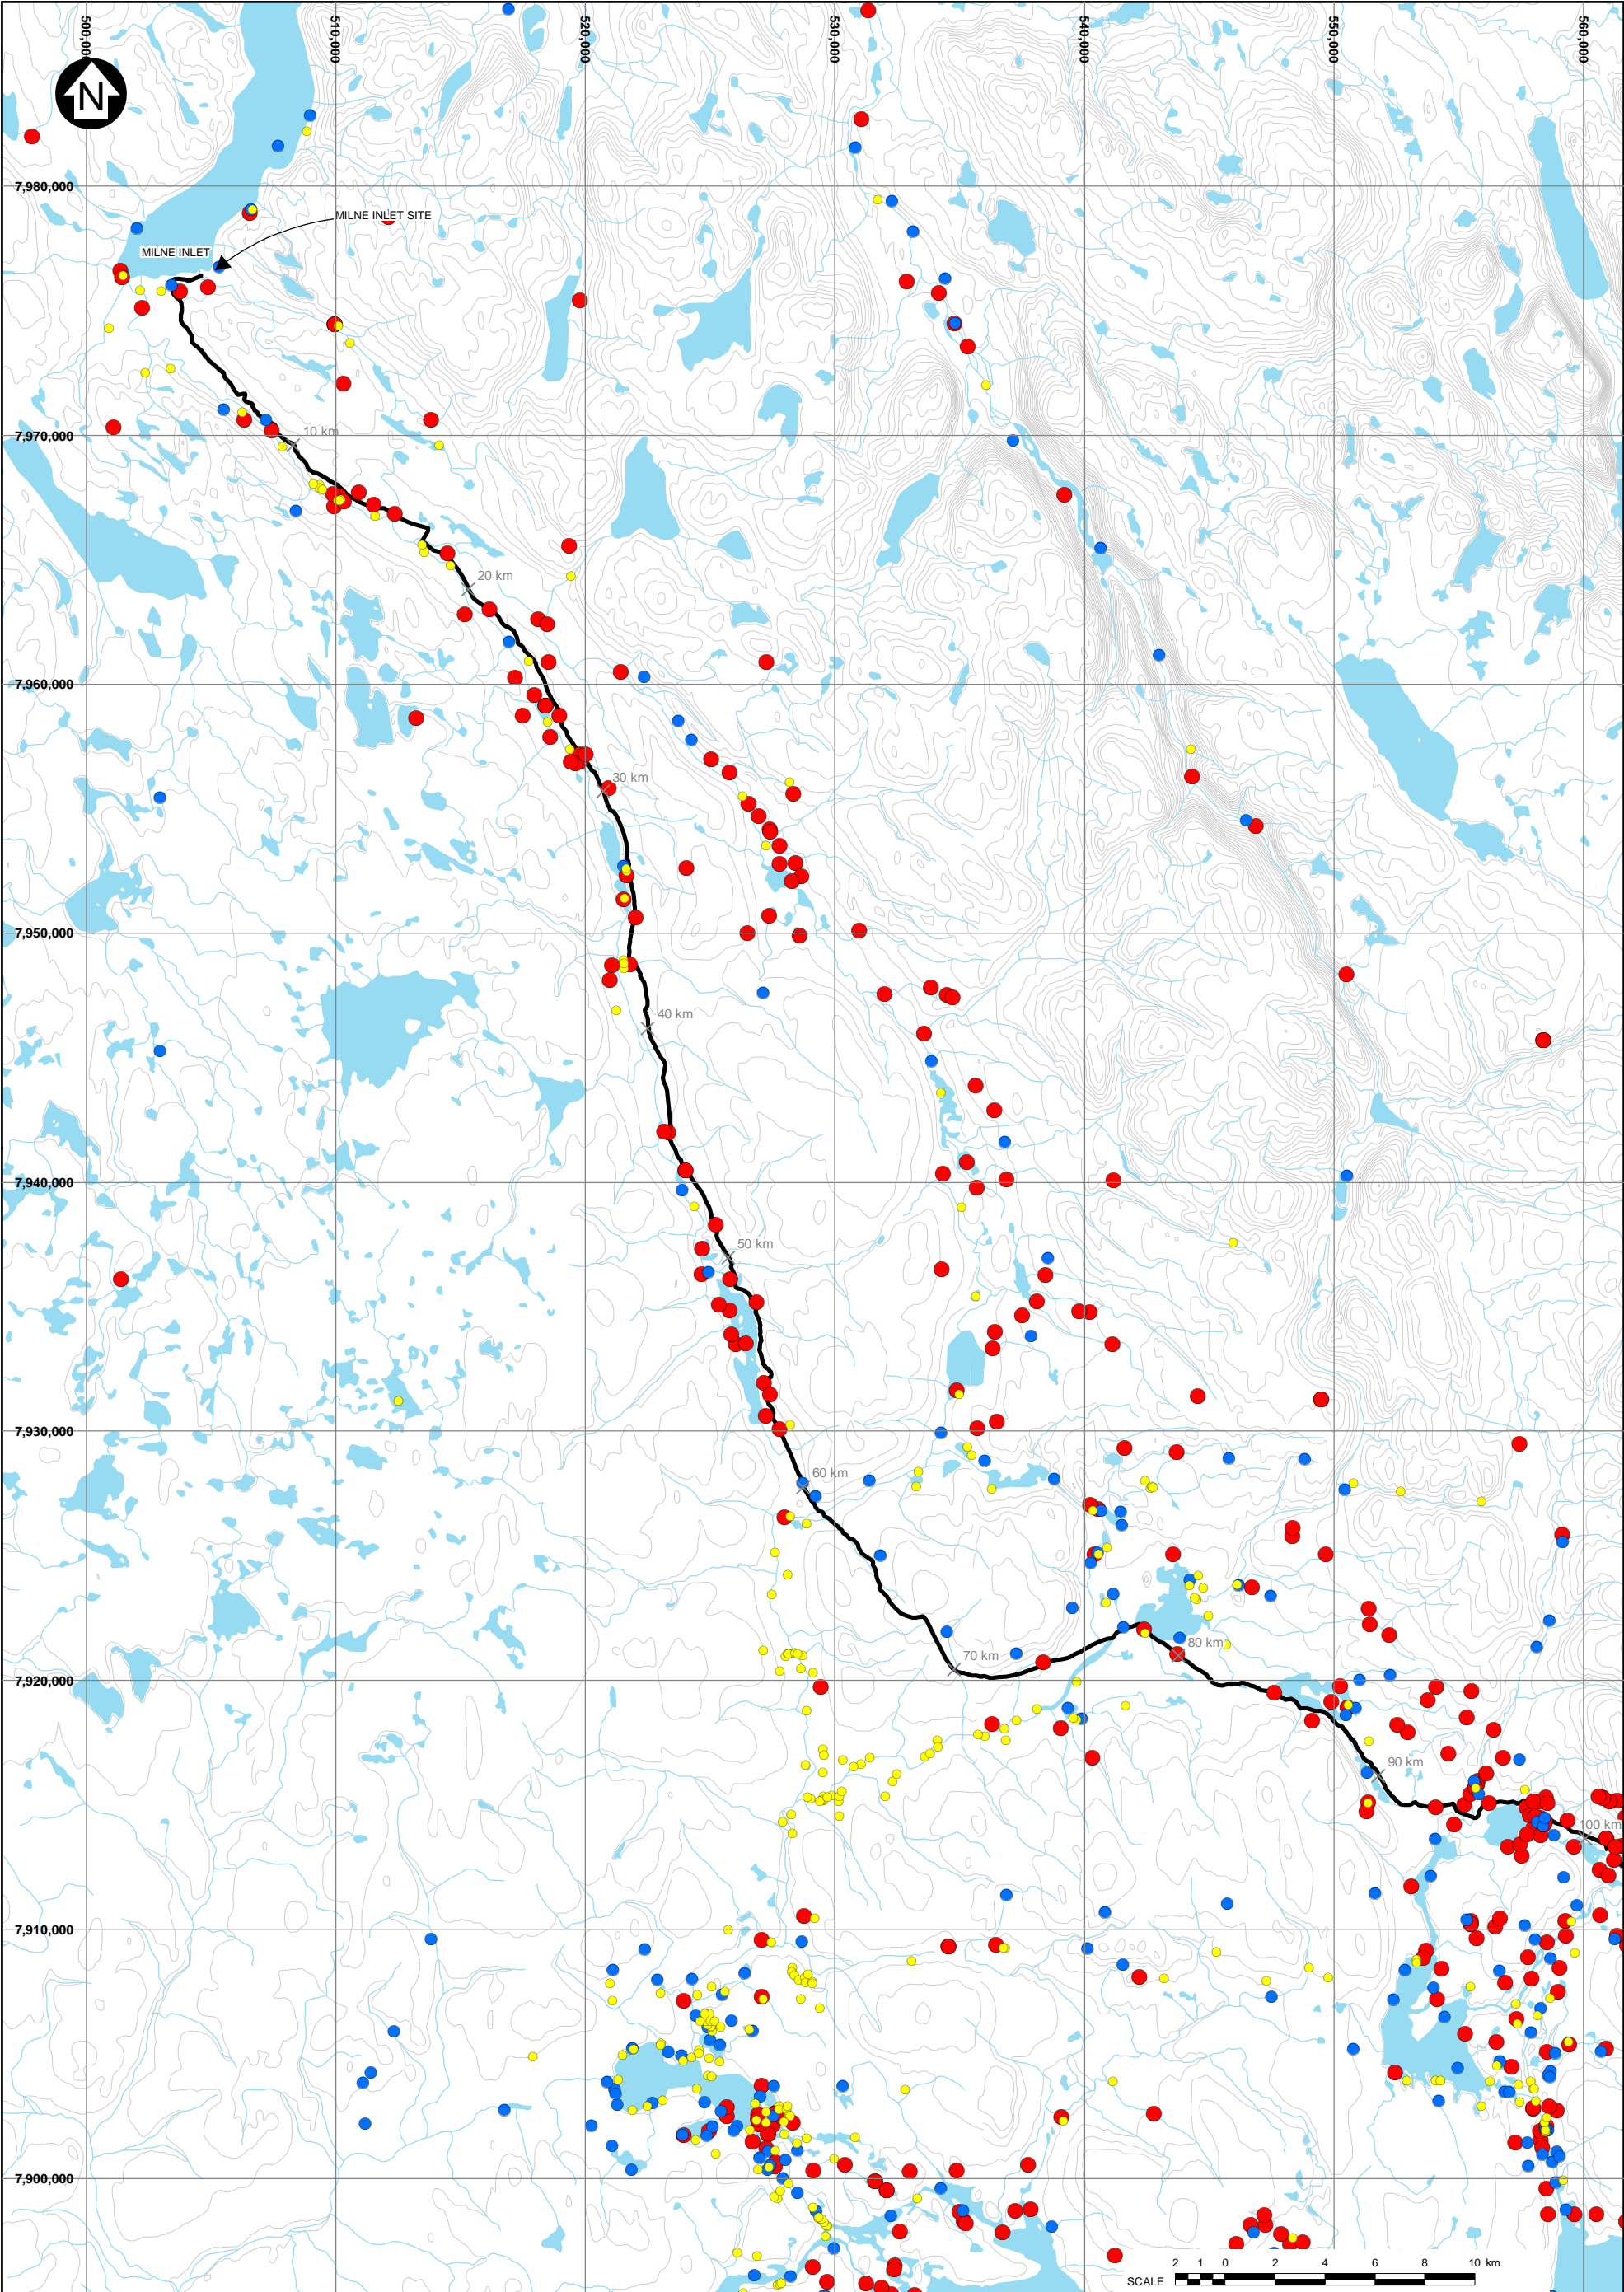 500,000
510,000
520,000
530,000
540,000
550,000
560,000
N
7,980,000
MILNE INLET SITE
MILNE INLET
7,970,000
10 km
20 km
7,960,000
30 km
7,950,000
40 km
7,940,000
50 km
7,930,000
60 km
80 km
70 km
7,920,000
90 km
100 km
7,910,000
7,900,000
2 1 0 2 4 6 8 10 km
SCALE